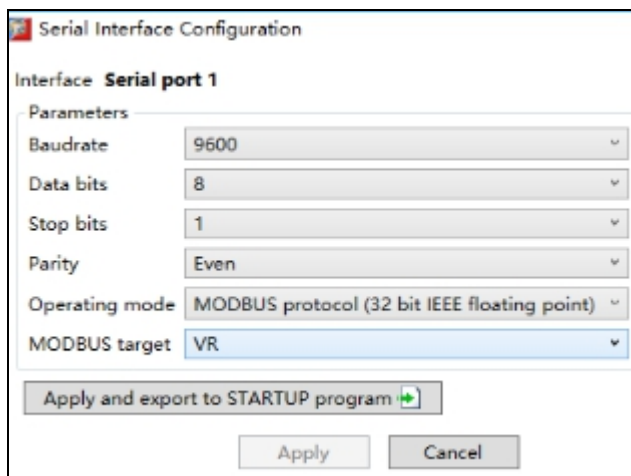 Serial Interface Configuration
Interface Serial port 1
Parameters
Baudrate 9600
Data bits 8
Stop bits 1
Parity Even
Operating mode MODBUS protocol (32 bit IEEE floating point)
MODBUS target VR
Apply and export to STARTUP program
Apply Cancel